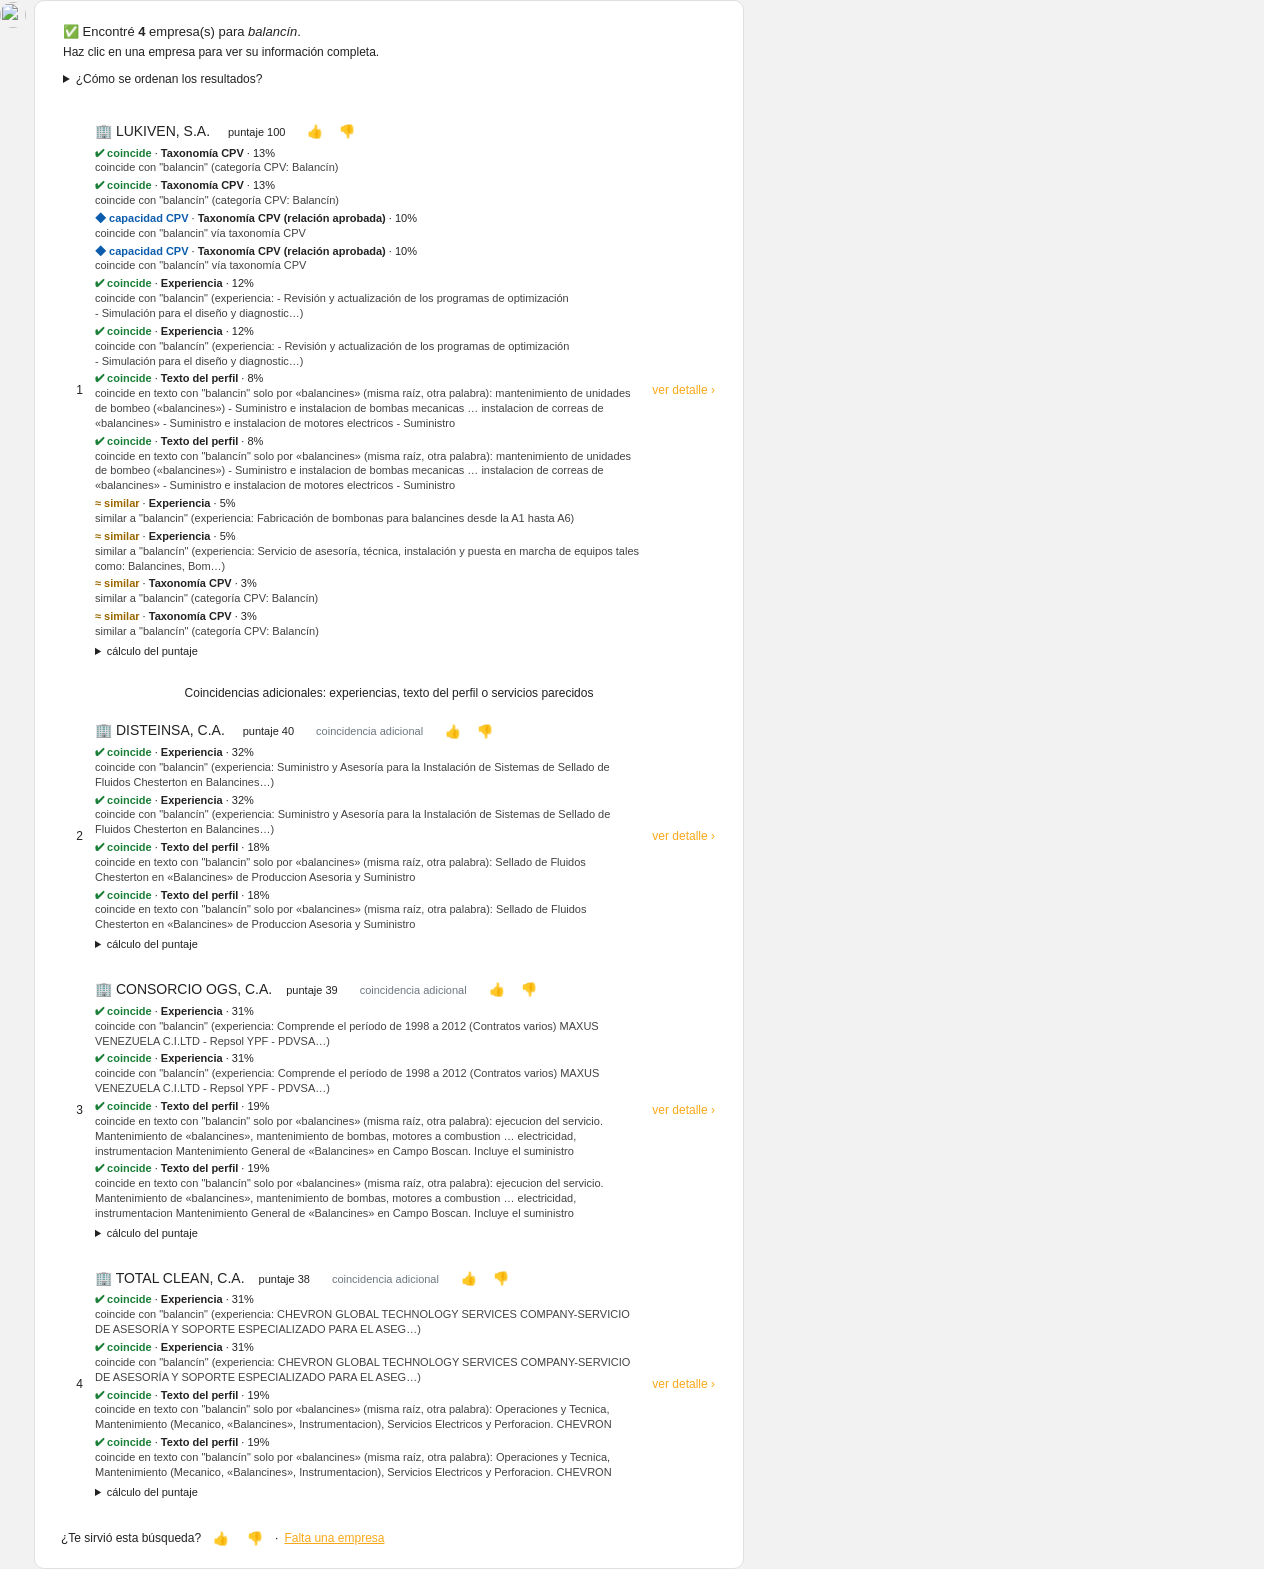 ✅ Encontré 4 empresa(s) para balancín.
Haz clic en una empresa para ver su información completa.
▶ ¿Cómo se ordenan los resultados?
🏢 LUKIVEN, S.A. puntaje 100 👍 👎
✔ coincide · Taxonomía CPV · 13%
coincide con "balancin" (categoría CPV: Balancín)
✔ coincide · Taxonomía CPV · 13%
coincide con "balancín" (categoría CPV: Balancín)
◆ capacidad CPV · Taxonomía CPV (relación aprobada) · 10%
coincide con "balancin" vía taxonomía CPV
◆ capacidad CPV · Taxonomía CPV (relación aprobada) · 10%
coincide con "balancín" vía taxonomía CPV
✔ coincide · Experiencia · 12%
coincide con "balancin" (experiencia: - Revisión y actualización de los programas de optimización
- Simulación para el diseño y diagnostic…)
✔ coincide · Experiencia · 12%
coincide con "balancín" (experiencia: - Revisión y actualización de los programas de optimización
- Simulación para el diseño y diagnostic…)
✔ coincide · Texto del perfil · 8%
1
coincide en texto con "balancin" solo por «balancines» (misma raíz, otra palabra): mantenimiento de unidades
ver detalle ›
de bombeo («balancines») - Suministro e instalacion de bombas mecanicas … instalacion de correas de
«balancines» - Suministro e instalacion de motores electricos - Suministro
✔ coincide · Texto del perfil · 8%
coincide en texto con "balancín" solo por «balancines» (misma raíz, otra palabra): mantenimiento de unidades
de bombeo («balancines») - Suministro e instalacion de bombas mecanicas … instalacion de correas de
«balancines» - Suministro e instalacion de motores electricos - Suministro
≈ similar · Experiencia · 5%
similar a "balancin" (experiencia: Fabricación de bombonas para balancines desde la A1 hasta A6)
≈ similar · Experiencia · 5%
similar a "balancín" (experiencia: Servicio de asesoría, técnica, instalación y puesta en marcha de equipos tales
como: Balancines, Bom…)
≈ similar · Taxonomía CPV · 3%
similar a "balancin" (categoría CPV: Balancín)
≈ similar · Taxonomía CPV · 3%
similar a "balancín" (categoría CPV: Balancín)
▶ cálculo del puntaje
Coincidencias adicionales: experiencias, texto del perfil o servicios parecidos
🏢 DISTEINSA, C.A. puntaje 40 coincidencia adicional 👍 👎
✔ coincide · Experiencia · 32%
coincide con "balancin" (experiencia: Suministro y Asesoría para la Instalación de Sistemas de Sellado de
Fluidos Chesterton en Balancines…)
✔ coincide · Experiencia · 32%
coincide con "balancín" (experiencia: Suministro y Asesoría para la Instalación de Sistemas de Sellado de
Fluidos Chesterton en Balancines…)
2
ver detalle ›
✔ coincide · Texto del perfil · 18%
coincide en texto con "balancin" solo por «balancines» (misma raíz, otra palabra): Sellado de Fluidos
Chesterton en «Balancines» de Produccion Asesoria y Suministro
✔ coincide · Texto del perfil · 18%
coincide en texto con "balancín" solo por «balancines» (misma raíz, otra palabra): Sellado de Fluidos
Chesterton en «Balancines» de Produccion Asesoria y Suministro
▶ cálculo del puntaje
🏢 CONSORCIO OGS, C.A. puntaje 39 coincidencia adicional 👍 👎
✔ coincide · Experiencia · 31%
coincide con "balancin" (experiencia: Comprende el período de 1998 a 2012 (Contratos varios) MAXUS
VENEZUELA C.I.LTD - Repsol YPF - PDVSA…)
✔ coincide · Experiencia · 31%
coincide con "balancín" (experiencia: Comprende el período de 1998 a 2012 (Contratos varios) MAXUS
VENEZUELA C.I.LTD - Repsol YPF - PDVSA…)
✔ coincide · Texto del perfil · 19%
3
ver detalle ›
coincide en texto con "balancin" solo por «balancines» (misma raíz, otra palabra): ejecucion del servicio.
Mantenimiento de «balancines», mantenimiento de bombas, motores a combustion … electricidad,
instrumentacion Mantenimiento General de «Balancines» en Campo Boscan. Incluye el suministro
✔ coincide · Texto del perfil · 19%
coincide en texto con "balancín" solo por «balancines» (misma raíz, otra palabra): ejecucion del servicio.
Mantenimiento de «balancines», mantenimiento de bombas, motores a combustion … electricidad,
instrumentacion Mantenimiento General de «Balancines» en Campo Boscan. Incluye el suministro
▶ cálculo del puntaje
🏢 TOTAL CLEAN, C.A. puntaje 38 coincidencia adicional 👍 👎
✔ coincide · Experiencia · 31%
coincide con "balancin" (experiencia: CHEVRON GLOBAL TECHNOLOGY SERVICES COMPANY-SERVICIO
DE ASESORÍA Y SOPORTE ESPECIALIZADO PARA EL ASEG…)
✔ coincide · Experiencia · 31%
coincide con "balancín" (experiencia: CHEVRON GLOBAL TECHNOLOGY SERVICES COMPANY-SERVICIO
DE ASESORÍA Y SOPORTE ESPECIALIZADO PARA EL ASEG…)
4
ver detalle ›
✔ coincide · Texto del perfil · 19%
coincide en texto con "balancin" solo por «balancines» (misma raíz, otra palabra): Operaciones y Tecnica,
Mantenimiento (Mecanico, «Balancines», Instrumentacion), Servicios Electricos y Perforacion. CHEVRON
✔ coincide · Texto del perfil · 19%
coincide en texto con "balancín" solo por «balancines» (misma raíz, otra palabra): Operaciones y Tecnica,
Mantenimiento (Mecanico, «Balancines», Instrumentacion), Servicios Electricos y Perforacion. CHEVRON
▶ cálculo del puntaje
¿Te sirvió esta búsqueda? 👍 👎 · Falta una empresa